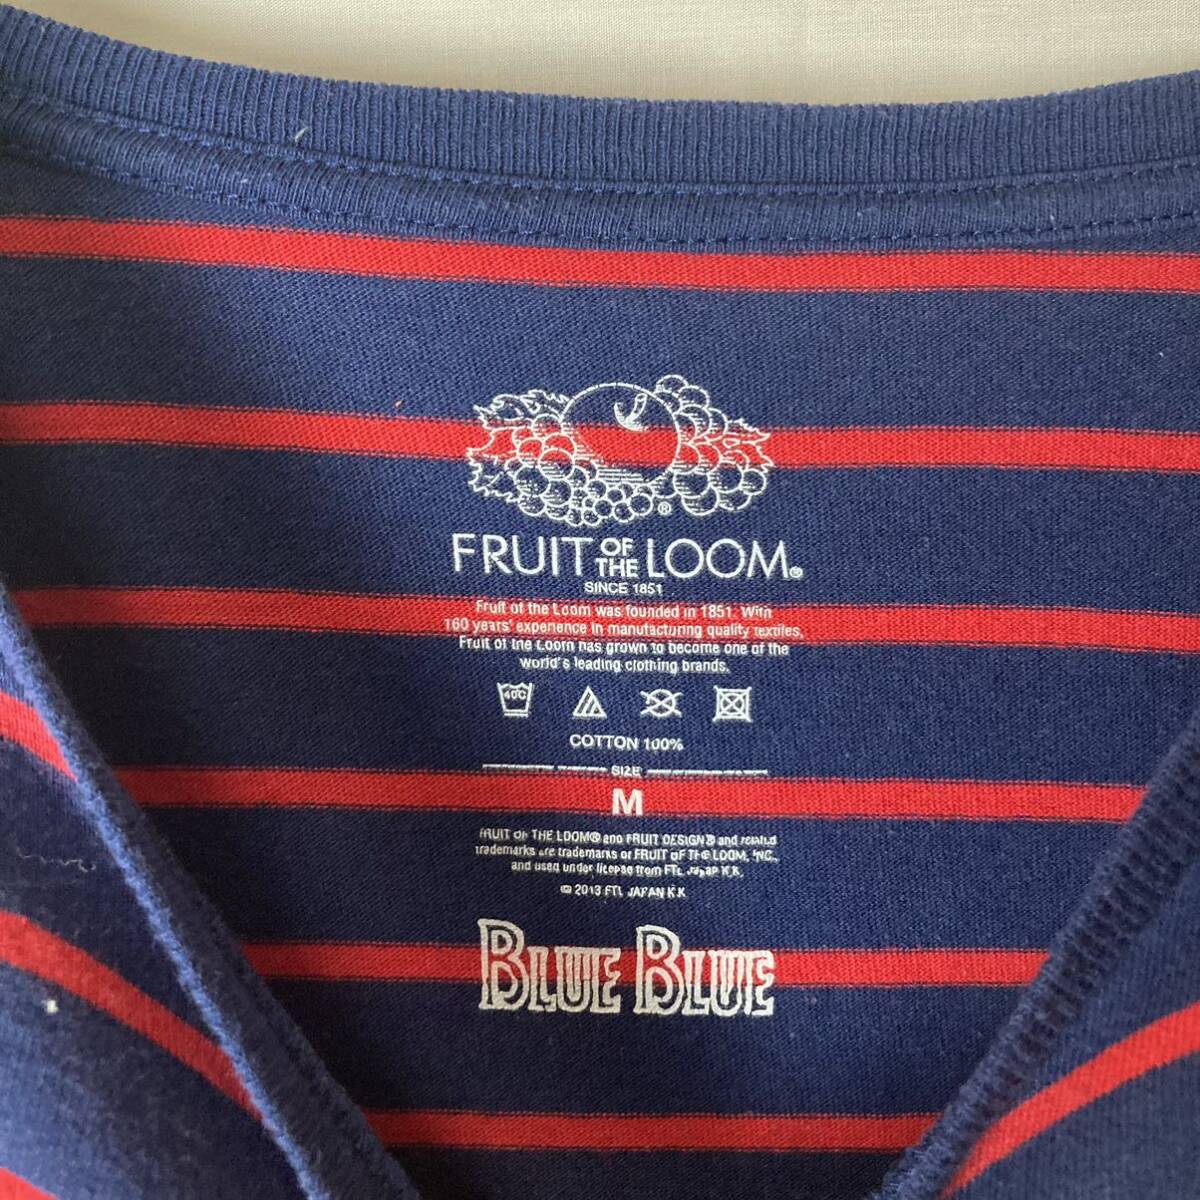 ®
FRUIT OF THE LOOM®
SINCE 1851
Fruit of the Loom was founded in 1851. With
160 years' experience in manufacturing quality textiles,
Fruit of the Loom has grown to become one of the
world's leading clothing brands.
40°C
COTTON 100%
SIZE
M
FRUIT OF THE LOOM® and FRUIT DESIGN® and related
trademarks are trademarks of FRUIT OF THE LOOM, INC.,
and used under license from FTL Japan K.K.
© 2013 FTL JAPAN K.K
BLUE BLUE